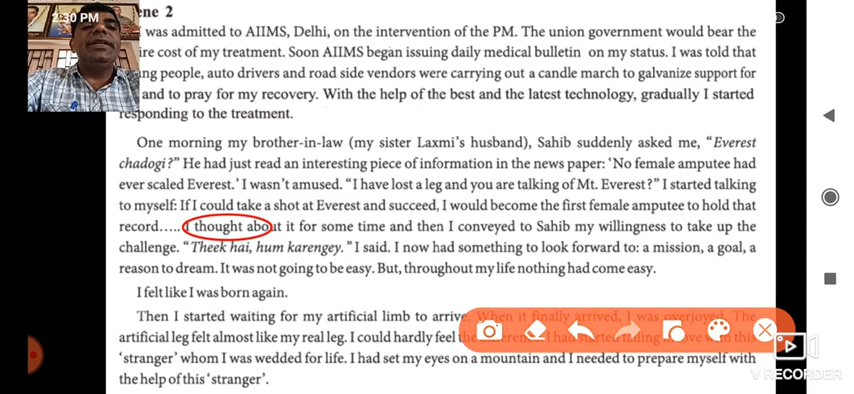 2:30 PM
ene 2
was admitted to AIIMS, Delhi, on the intervention of the PM. The union government would bear the
ire cost of my treatment. Soon AIIMS began issuing daily medical bulletin on my status. I was told that
ng people, auto drivers and road side vendors were carrying out a candle march to galvanize support for
and to pray for my recovery. With the help of the best and the latest technology, gradually I started
responding to the treatment.
One morning my brother-in-law (my sister Laxmi's husband), Sahib suddenly asked me, "Everest
chadogi?" He had just read an interesting piece of information in the news paper: 'No female amputee had
ever scaled Everest.' I wasn't amused. "I have lost a leg and you are talking of Mt. Everest?" I started talking
to myself: If I could take a shot at Everest and succeed, I would become the first female amputee to hold that
record..... I thought about it for some time and then I conveyed to Sahib my willingness to take up the
challenge. "Theek hai, hum karengey." I said. I now had something to look forward to: a mission, a goal, a
reason to dream. It was not going to be easy. But, throughout my life nothing had come easy.
I felt like I was born again.
Then I started waiting for my artificial limb to arrive. When it finally arrived, I was overjoyed. The
artificial leg felt almost like my real leg. I could hardly feel the difference. I had started falling in love with this
'stranger' whom I was wedded for life. I had set my eyes on a mountain and I needed to prepare myself with
the help of this 'stranger'.
V RECORDER